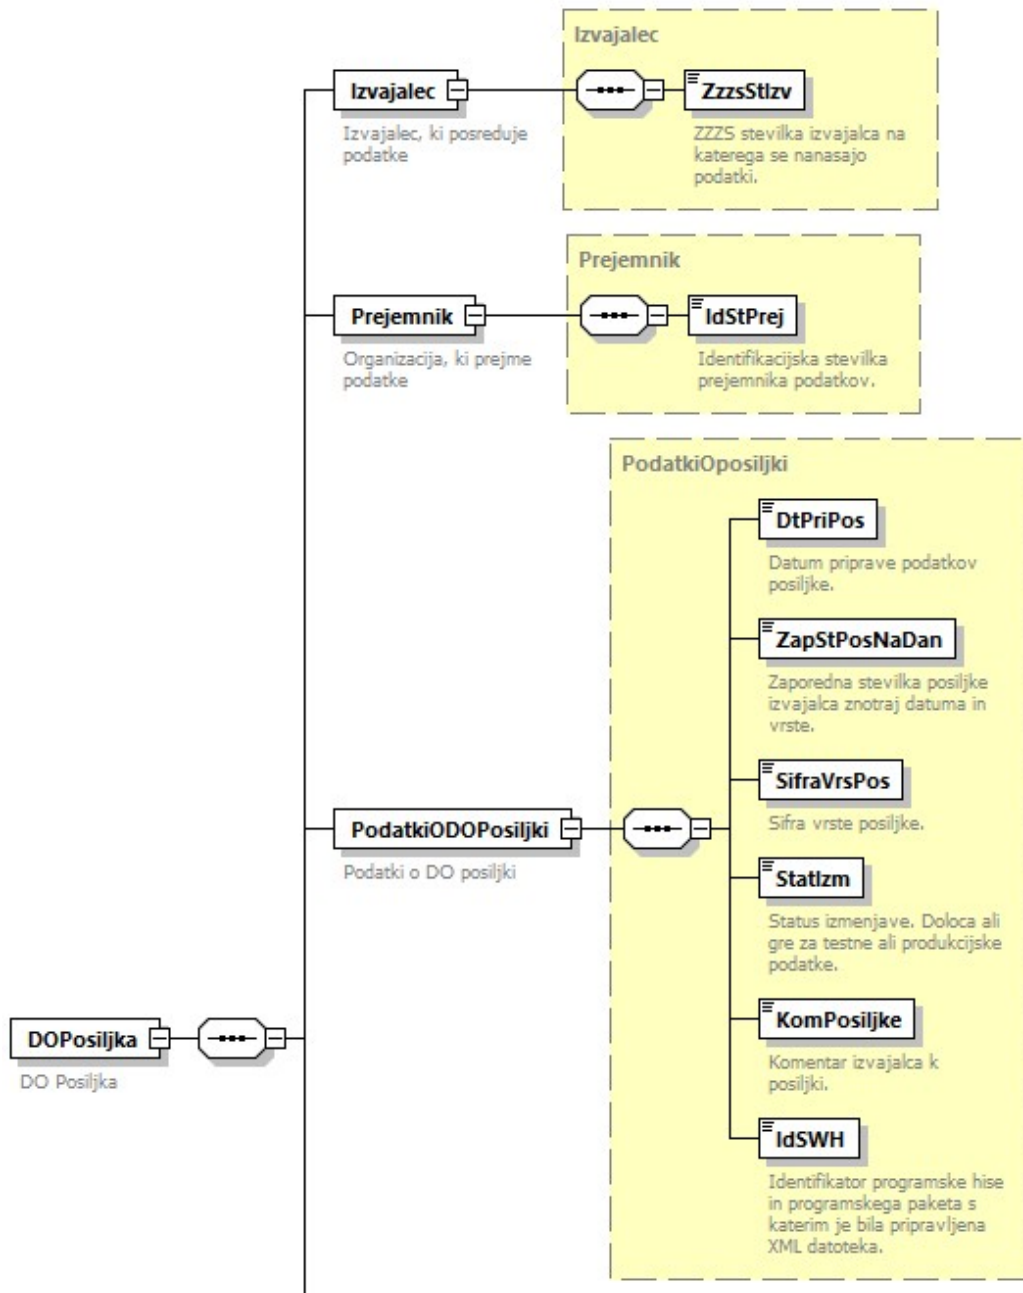 Izvajalec
Izvajalec
ZzzsStIzv
Izvajalec, ki posreduje
podatke
ZZZS stevilka izvajalca na
katerega se nanasajo
podatki.
Prejemnik
Prejemnik
IdStPrej
Organizacija, ki prejme
podatke
Identifikacijska stevilka
prejemnika podatkov.
PodatkiOposiljki
DtPriPos
Datum priprave podatkov
posiljke.
ZapStPosNaDan
Zaporedna stevilka posiljke
izvajalca znotraj datuma in
vrste.
SifraVrsPos
Sifra vrste posiljke.
PodatkiODOPosiljki
Podatki o DO posiljki
StatIzm
Status izmenjave. Doloca ali
gre za testne ali produkcijske
podatke.
KomPosiljke
Komentar izvajalca k
posiljki.
DOPosiljka
DO Posiljka
IdSWH
Identifikator programske hise
in programskega paketa s
katerim je bila pripravljena
XML datoteka.